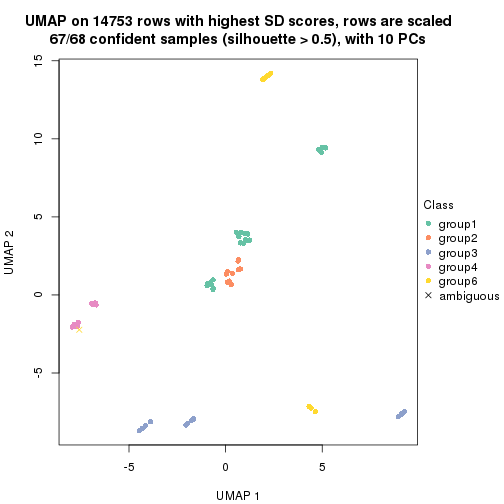 UMAP on 14753 rows with highest SD scores, rows are scaled
67/68 confident samples (silhouette > 0.5), with 10 PCs
15
10
5
0
-5
UMAP 2
-5 0 5
UMAP 1
Class
group1
group2
group3
group4
group6
ambiguous